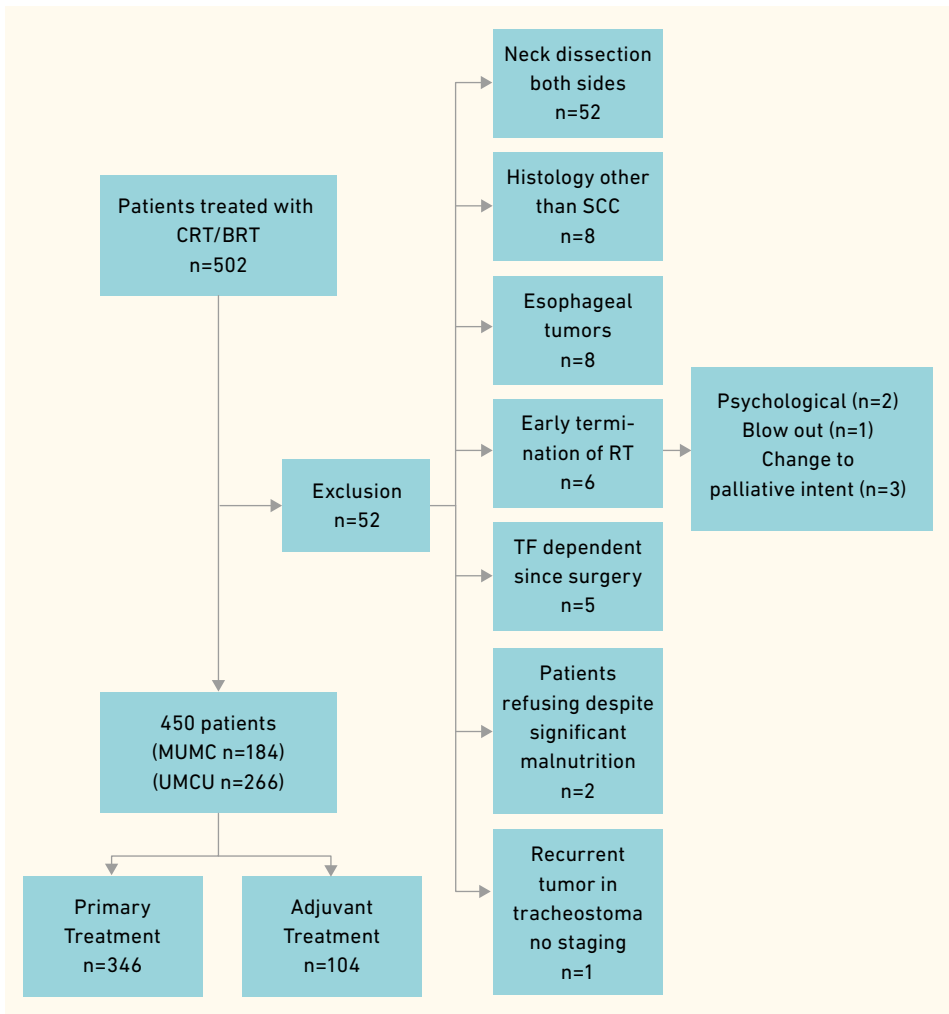 Patients treated with
CRT/BRT
n=502
Exclusion
n=52
Neck dissection
both sides
n=52
Histology other
than SCC
n=8
Esophageal
tumors
n=8
Early termi-
nation of RT
n=6
Psychological (n=2)
Blow out (n=1)
Change to
palliative intent (n=3)
TF dependent
since surgery
n=5
Patients
refusing despite
significant
malnutrition
n=2
Recurrent
tumor in
tracheostoma
no staging
n=1
450 patients
(MUMC n=184)
(UMCU n=266)
Primary
Treatment
n=346
Adjuvant
Treatment
n=104